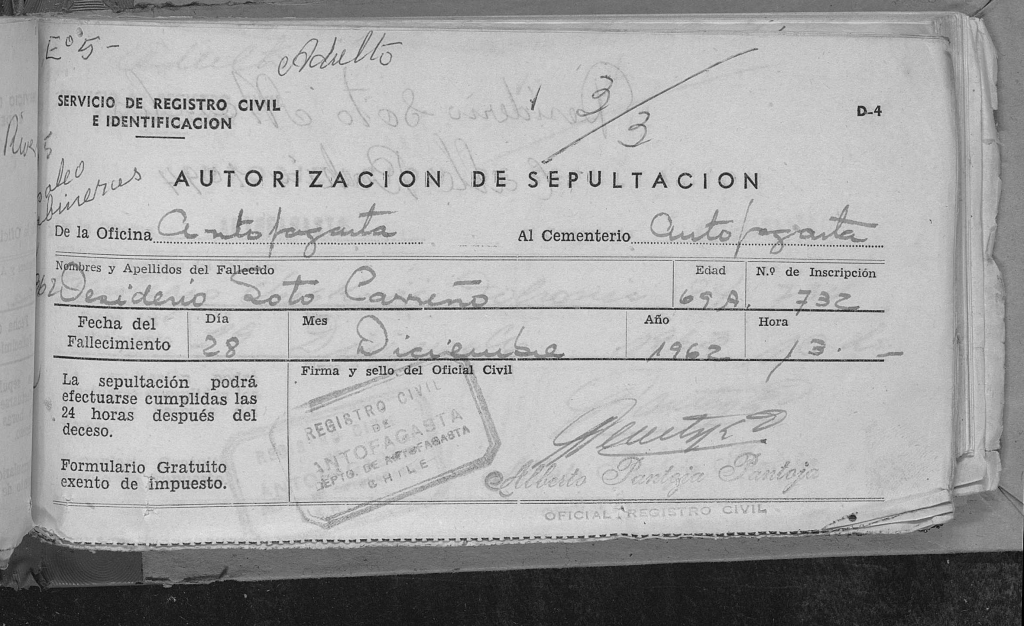 E° 5 -
Adulto
SERVICIO DE REGISTRO CIVIL
E IDENTIFICACION
3/3
D-4
AUTORIZACION DE SEPULTACION
De la Oficina Antofagasta Al Cementerio Antofagasta
Nombres y Apellidos del Fallecido Edad N.º de Inscripción
Desiderio Soto Carreño 69 A. 732
Fecha del Fallecimiento Día Mes Año Hora
28 Diciembre 1962 13.-
La sepultación podrá
efectuarse cumplidas las
24 horas después del
deceso.
Formulario Gratuito
exento de impuesto.
Firma y sello del Oficial Civil
REGISTRO CIVIL
DE
ANTOFAGASTA
DEPTO. DE ANTOFAGASTA
CHILE
Alberto Pantoja Pantoja
OFICIAL REGISTRO CIVIL